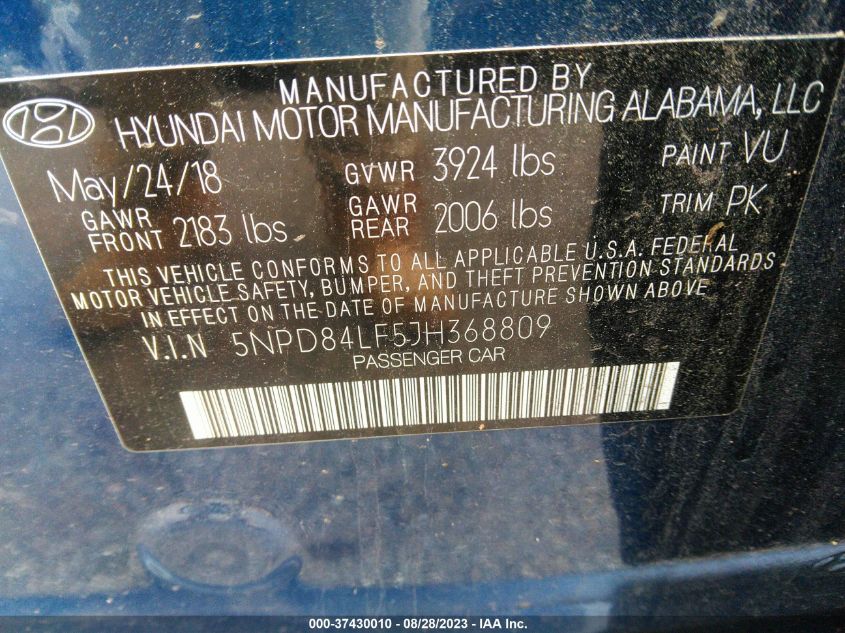 MANUFACTURED BY
HYUNDAI MOTOR MANUFACTURING ALABAMA, LLC
May/24/18 GVWR 3924 lbs PAINT VU
GAWR FRONT 2183 lbs GAWR REAR 2006 lbs TRIM PK
THIS VEHICLE CONFORMS TO ALL APPLICABLE U.S.A. FEDERAL
MOTOR VEHICLE SAFETY, BUMPER, AND THEFT PREVENTION STANDARDS
IN EFFECT ON THE DATE OF MANUFACTURE SHOWN ABOVE
V.I.N 5NPD84LF5JH368809
PASSENGER CAR
000-37430010 | 08/28/2023 - IAA Inc.